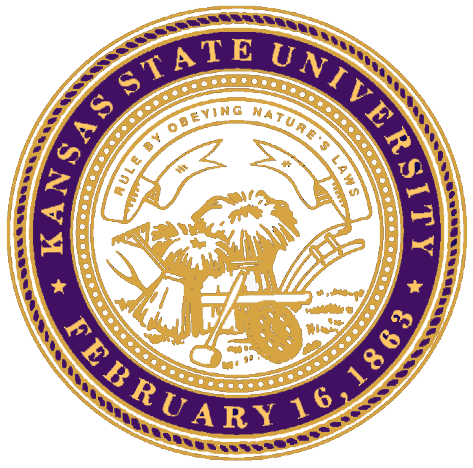 KANSAS STATE UNIVERSITY
RULE BY OBEYING NATURE'S LAWS
FEBRUARY 16, 1863